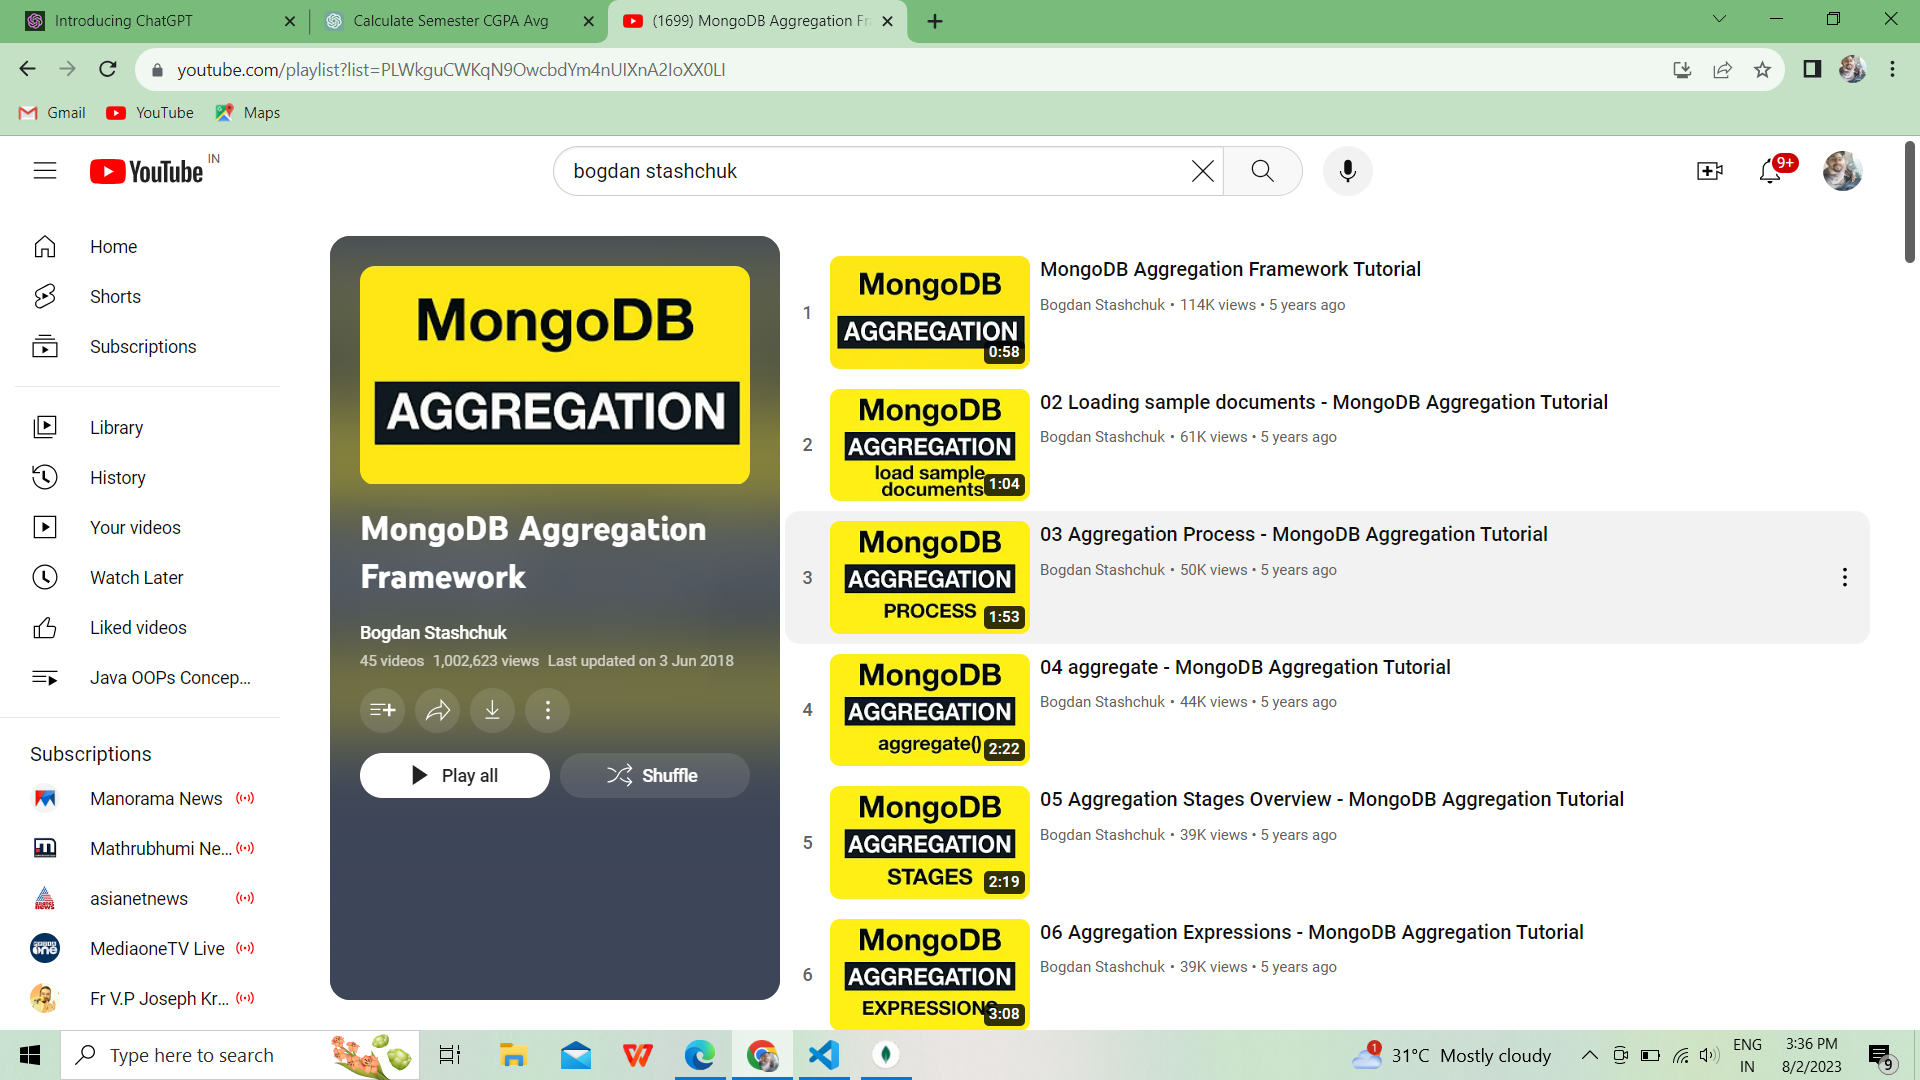 Introducing ChatGPT
Calculate Semester CGPA Avg
(1699) MongoDB Aggregation Fr
youtube.com/playlist?list=PLWkguCWKqN9OwcbdYm4nUIXnA2IoXX0LI
Gmail
YouTube
Maps
YouTube IN
bogdan stashchuk
9+
Home
Shorts
Subscriptions
Library
History
Your videos
Watch Later
Liked videos
Java OOPs Concep...
Subscriptions
Manorama News
Mathrubhumi Ne...
asianetnews
MediaoneTV Live
Fr V.P Joseph Kr...
MongoDB
AGGREGATION
MongoDB Aggregation
Framework
Bogdan Stashchuk
45 videos 1,002,623 views Last updated on 3 Jun 2018
Play all
Shuffle
1
MongoDB
AGGREGATION
0:58
MongoDB Aggregation Framework Tutorial
Bogdan Stashchuk • 114K views • 5 years ago
2
MongoDB
AGGREGATION
load sample
documents
1:04
02 Loading sample documents - MongoDB Aggregation Tutorial
Bogdan Stashchuk • 61K views • 5 years ago
3
MongoDB
AGGREGATION
PROCESS
1:53
03 Aggregation Process - MongoDB Aggregation Tutorial
Bogdan Stashchuk • 50K views • 5 years ago
4
MongoDB
AGGREGATION
aggregate()
2:22
04 aggregate - MongoDB Aggregation Tutorial
Bogdan Stashchuk • 44K views • 5 years ago
5
MongoDB
AGGREGATION
STAGES
2:19
05 Aggregation Stages Overview - MongoDB Aggregation Tutorial
Bogdan Stashchuk • 39K views • 5 years ago
6
MongoDB
AGGREGATION
EXPRESSIONS
3:08
06 Aggregation Expressions - MongoDB Aggregation Tutorial
Bogdan Stashchuk • 39K views • 5 years ago
Type here to search
1
31°C Mostly cloudy
ENG
IN
3:36 PM
8/2/2023
9